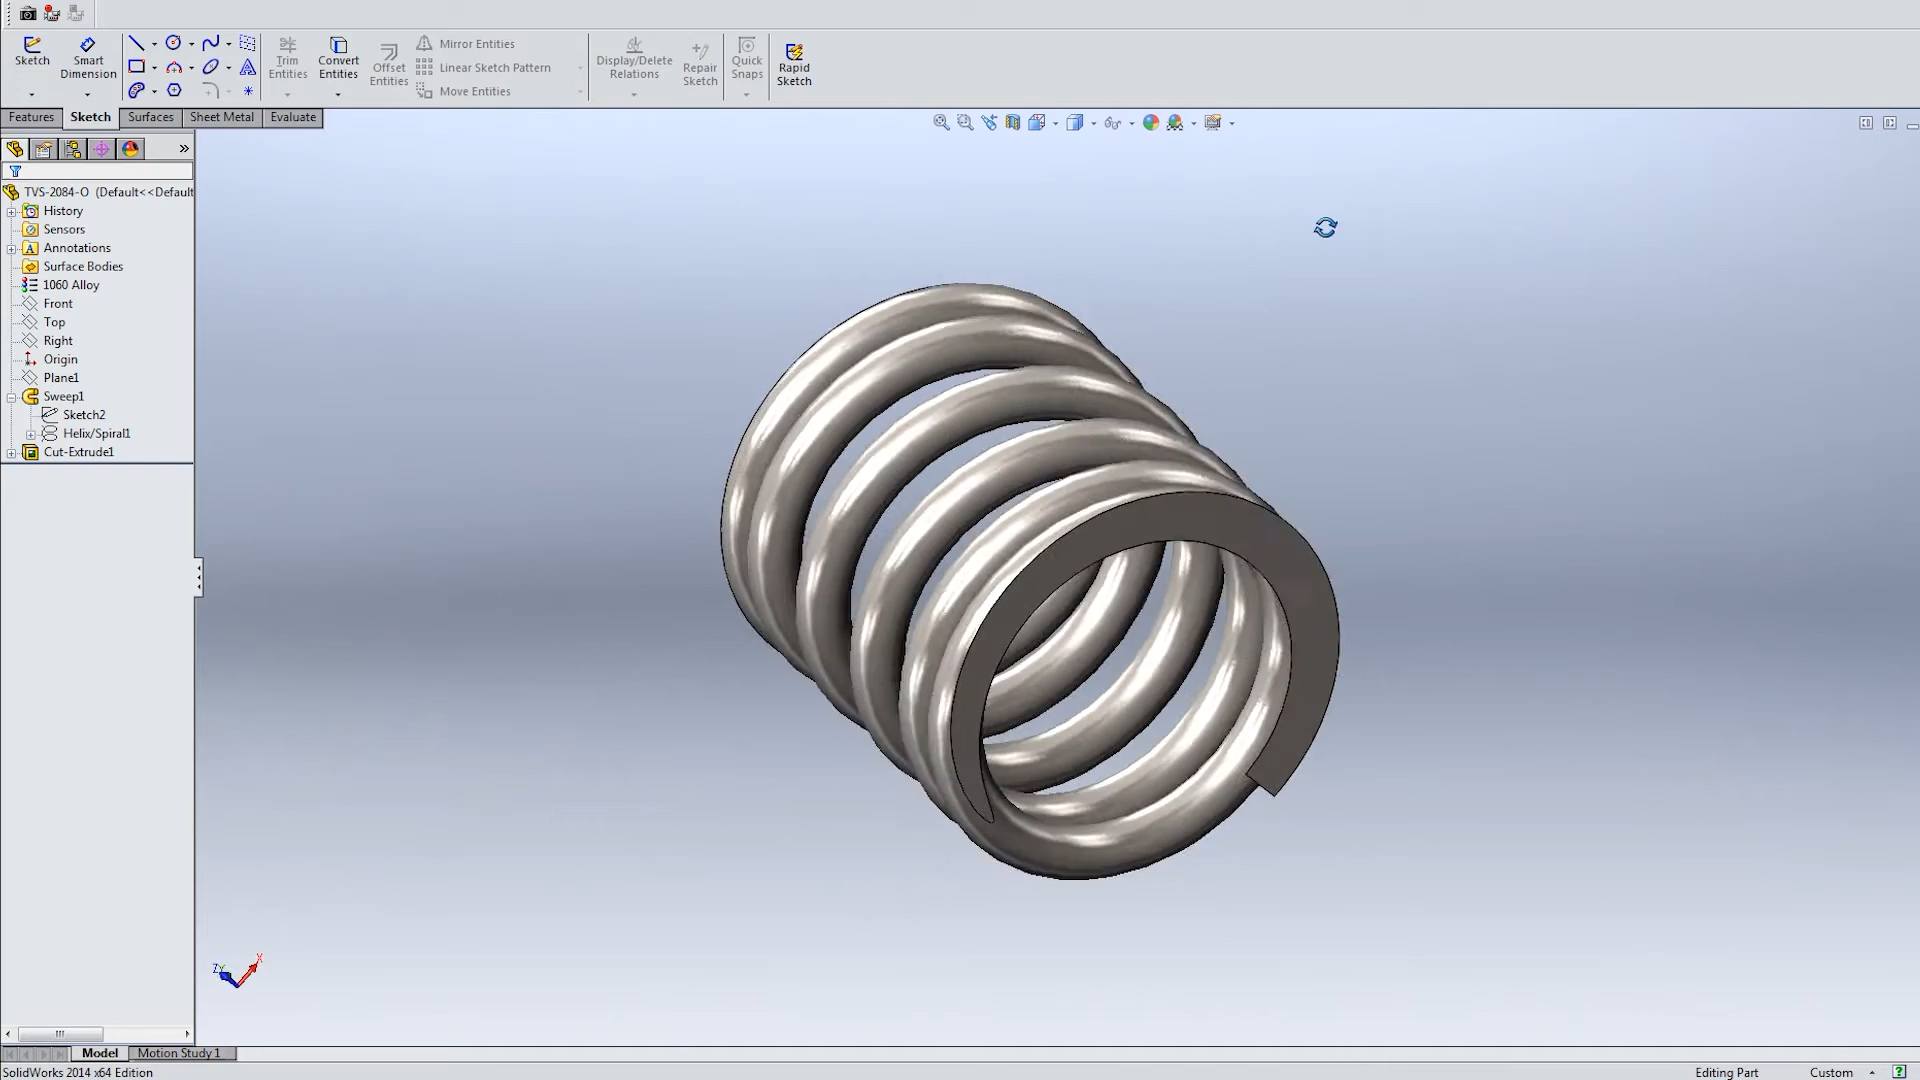 Sketch
Smart
Dimension
Trim
Entities
Convert
Entities
Offset
Entities
Mirror Entities
Linear Sketch Pattern
Move Entities
Display/Delete
Relations
Repair
Sketch
Quick
Snaps
Rapid
Sketch
Features Sketch Surfaces Sheet Metal Evaluate
TVS-2084-O (Default<<Default
History
Sensors
Annotations
Surface Bodies
1060 Alloy
Front
Top
Right
Origin
Plane1
Sweep1
Sketch2
Helix/Spiral1
Cut-Extrude1
X
Model Motion Study 1
SolidWorks 2014 x64 Edition Editing Part Custom